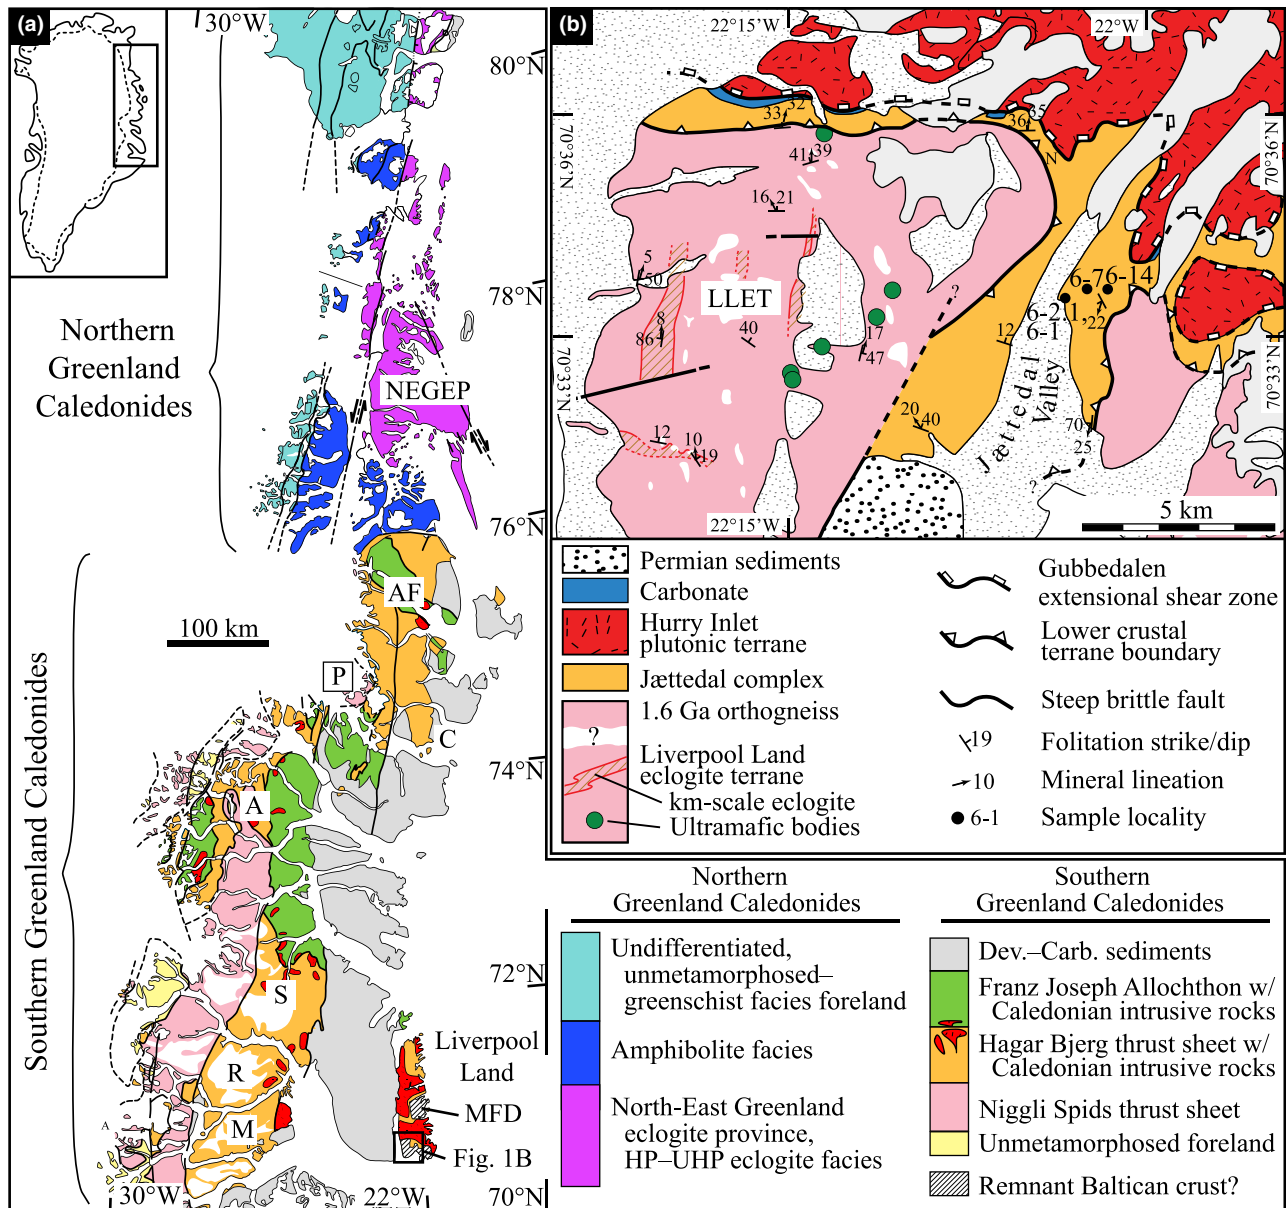 (a)
30°W
80°N
78°N
76°N
74°N
72°N
70°N
Northern
Greenland
Caledonides
NEGEP
100 km
AF
P
C
A
S
R
M
A
Southern Greenland Caledonides
Liverpool
Land
MFD
Fig. 1B
30°W
22°W
(b)
22°15'W
22°W
70°36'N
70°36'N
70°33'N
70°33'N
33
32
36
35
N
41
39
16
21
5
50
LLET
8
86
40
17
47
?
12
6-7
6-14
6-2
1,
6-1
22
20
40
70
25
?
12
10
19
Jættedal
Valley
22°15'W
5 km
Permian sediments
Carbonate
Hurry Inlet
plutonic terrane
Jættedal complex
1.6 Ga orthogneiss
?
Liverpool Land
eclogite terrane
km-scale eclogite
Ultramafic bodies
Gubbedalen
extensional shear zone
Lower crustal
terrane boundary
Steep brittle fault
19 Folitation strike/dip
10 Mineral lineation
6-1 Sample locality
Northern
Greenland Caledonides
Undifferentiated,
unmetamorphosed–
greenschist facies foreland
Amphibolite facies
North-East Greenland
eclogite province,
HP–UHP eclogite facies
Southern
Greenland Caledonides
Dev.–Carb. sediments
Franz Joseph Allochthon w/
Caledonian intrusive rocks
Hagar Bjerg thrust sheet w/
Caledonian intrusive rocks
Niggli Spids thrust sheet
Unmetamorphosed foreland
Remnant Baltican crust?